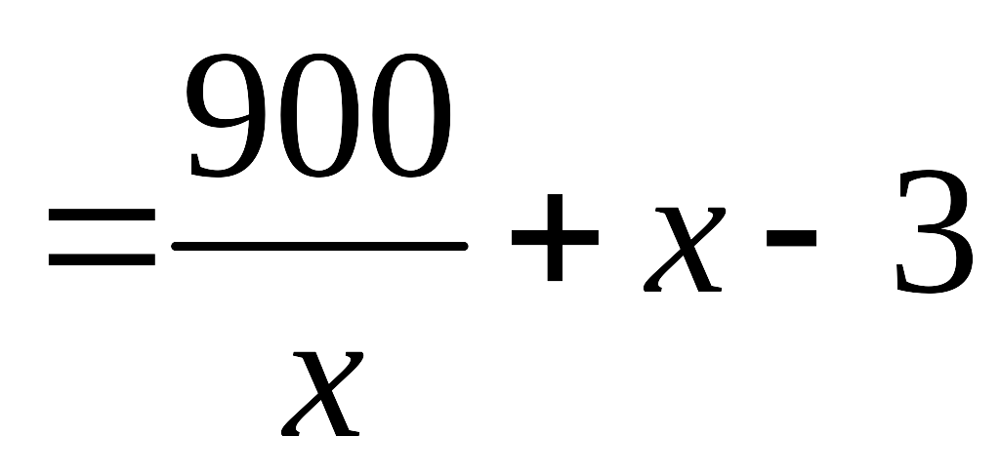 = 900/x + x - 3